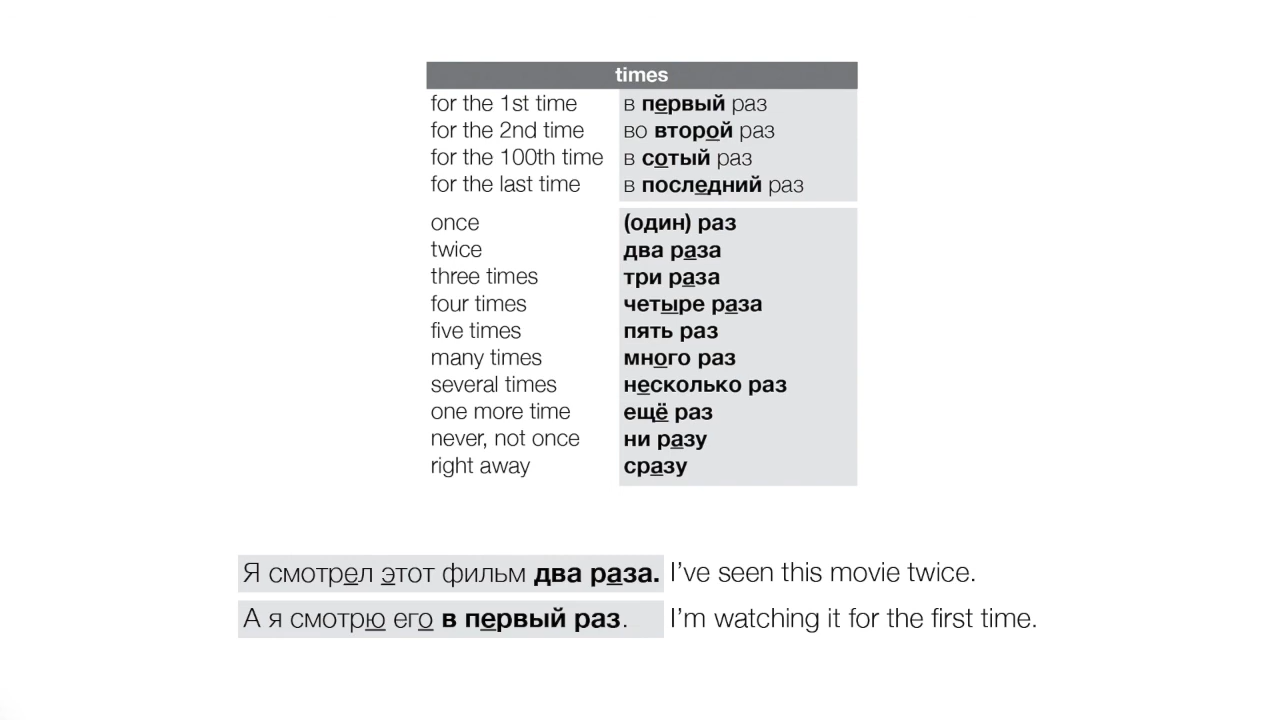 times
for the 1st time в первый раз
for the 2nd time во второй раз
for the 100th time в сотый раз
for the last time в последний раз
once (один) раз
twice два раза
three times три раза
four times четыре раза
five times пять раз
many times много раз
several times несколько раз
one more time ещё раз
never, not once ни разу
right away сразу
Я смотрел этот фильм два раза. I’ve seen this movie twice.
А я смотрю его в первый раз. I’m watching it for the first time.